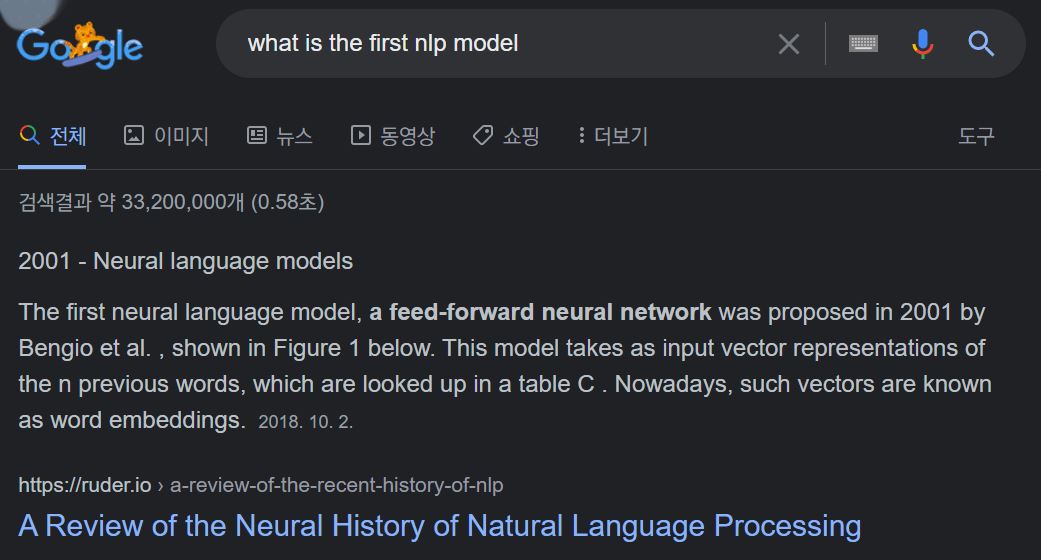 Google
what is the first nlp model
전체 이미지 뉴스 동영상 쇼핑 더보기 도구
검색결과 약 33,200,000개 (0.58초)
2001 - Neural language models
The first neural language model, a feed-forward neural network was proposed in 2001 by
Bengio et al. , shown in Figure 1 below. This model takes as input vector representations of
the n previous words, which are looked up in a table C . Nowadays, such vectors are known
as word embeddings. 2018. 10. 2.
https://ruder.io › a-review-of-the-recent-history-of-nlp
A Review of the Neural History of Natural Language Processing